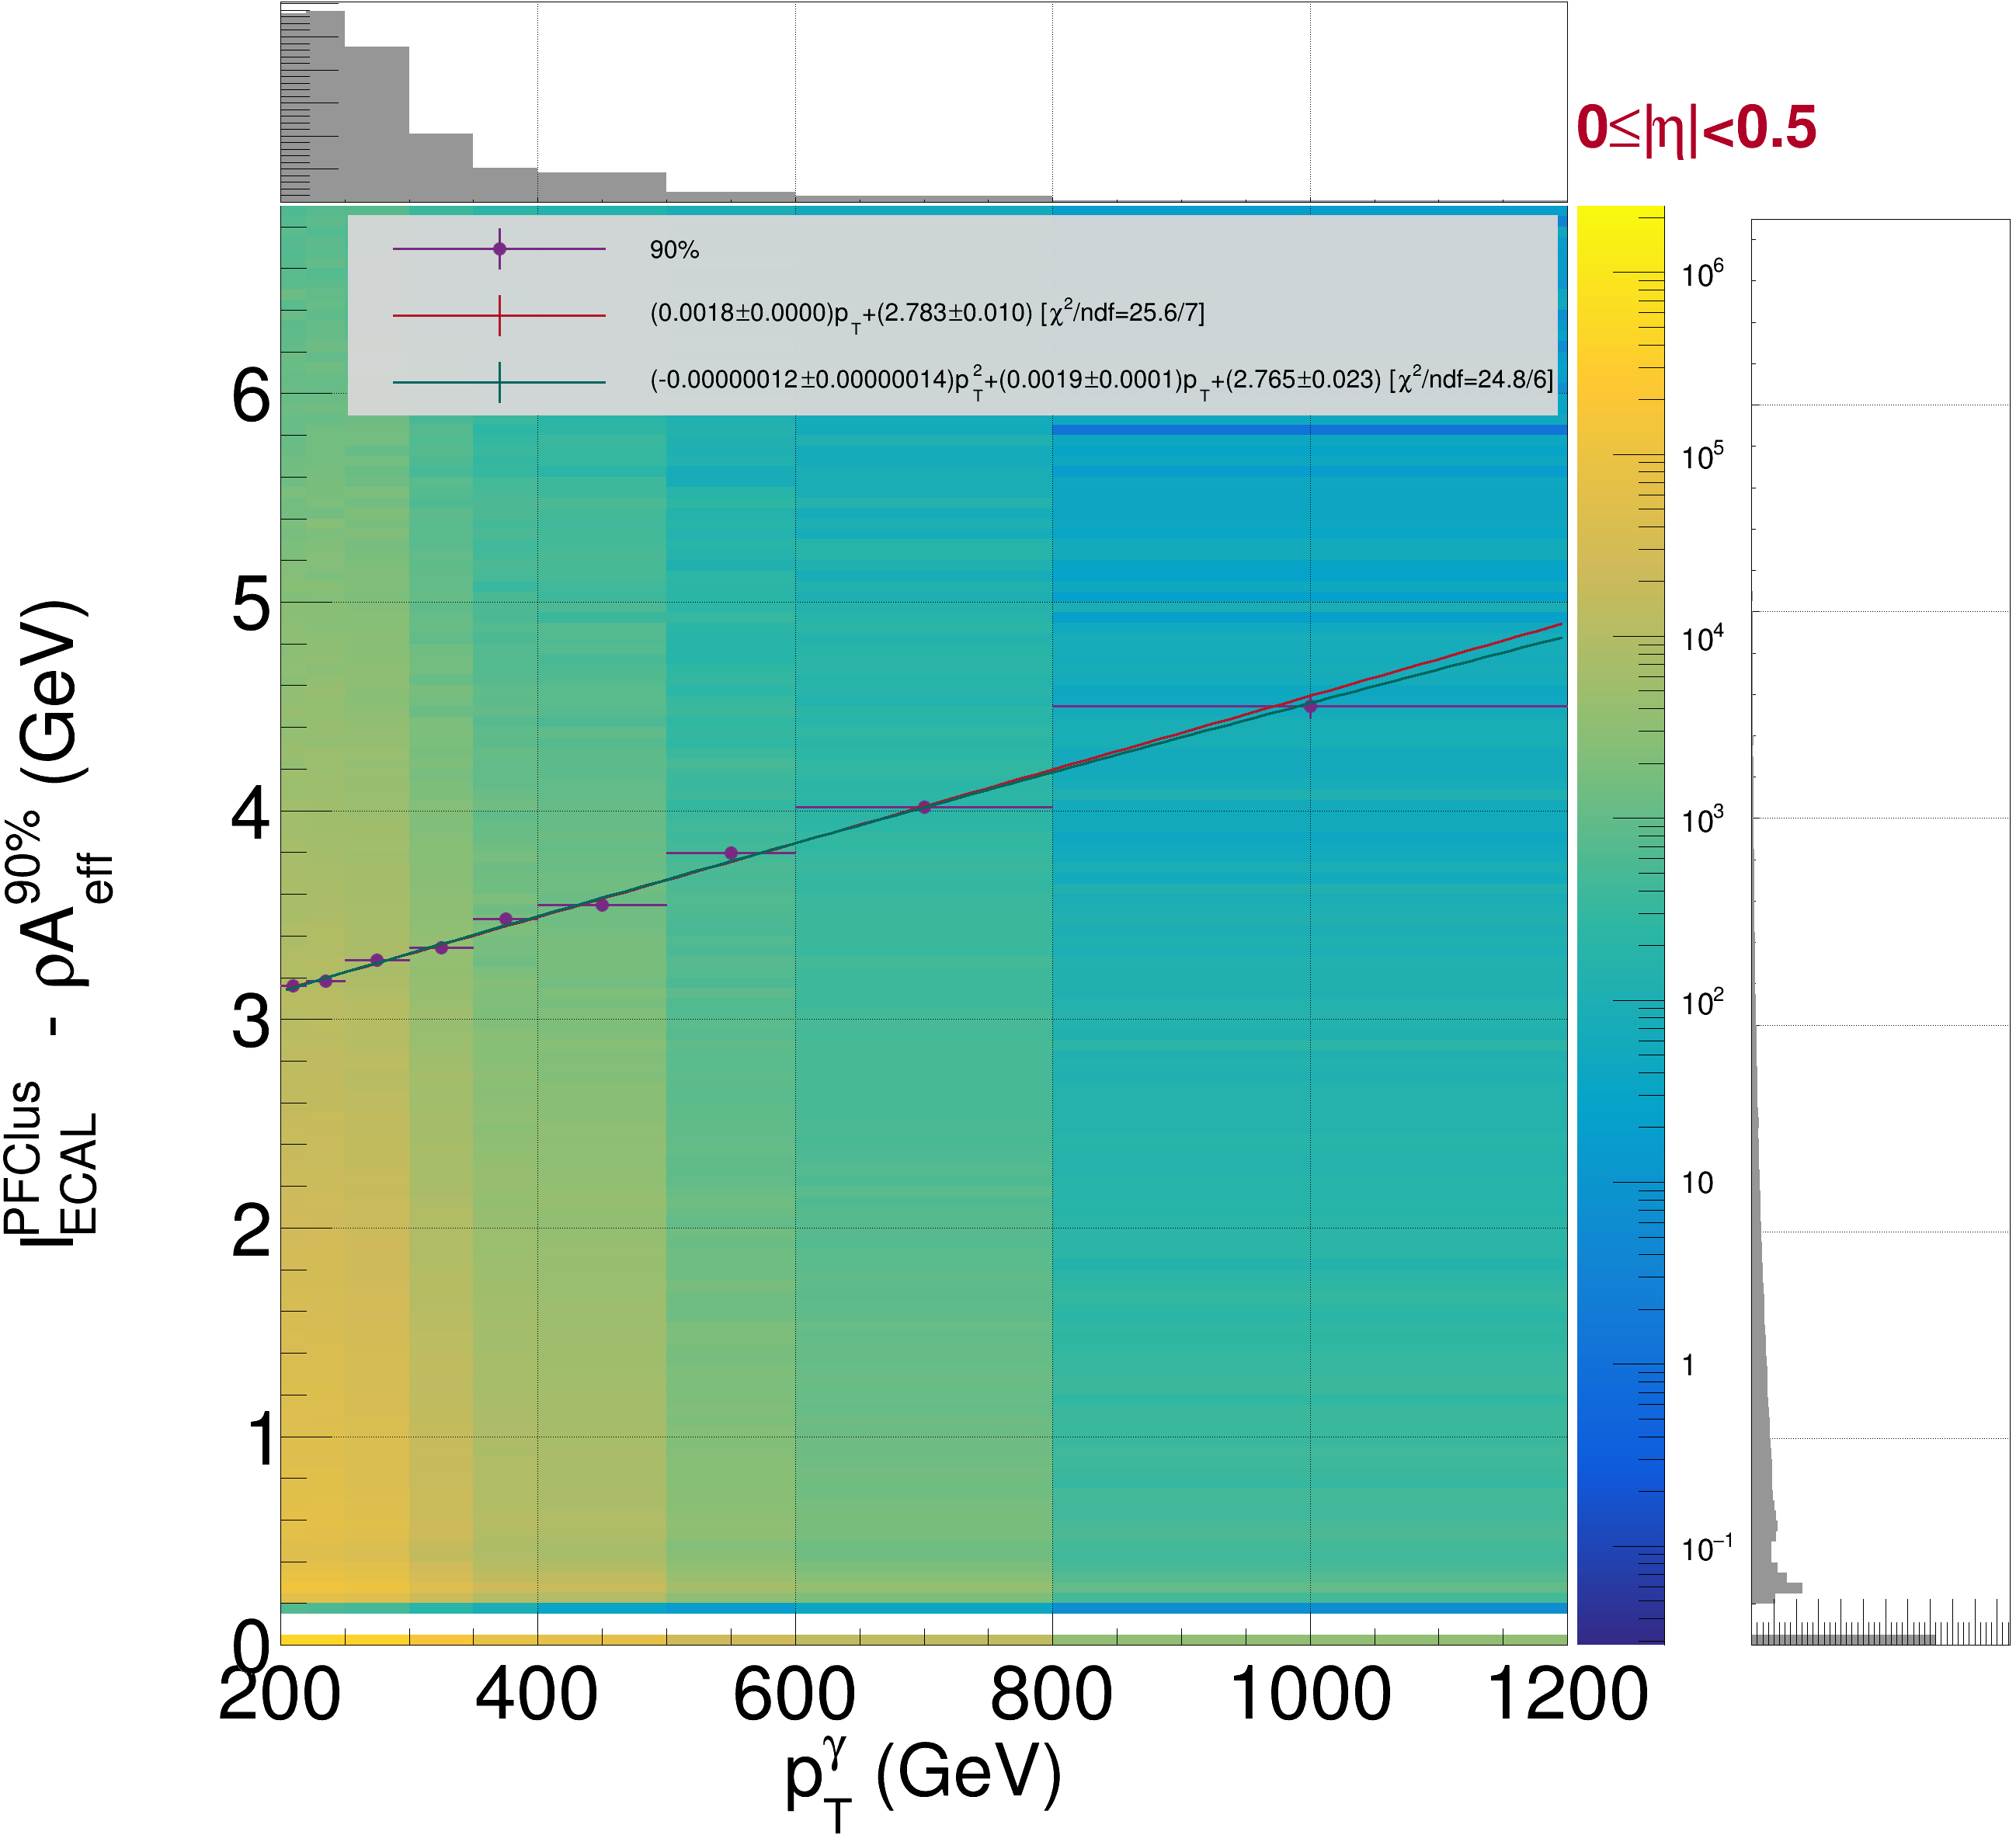 0≤|η|<0.5
90%
(0.0018±0.0000)p_T+(2.783±0.010) [χ²/ndf=25.6/7]
(-0.00000012±0.00000014)p_T²+(0.0019±0.0001)p_T+(2.765±0.023) [χ²/ndf=24.8/6]
6
5
4
3
2
1
0
200 400 600 800 1000 1200
p_T^γ (GeV)
I_ECAL^PFClus - ρA_eff^90% (GeV)
10⁶
10⁵
10⁴
10³
10²
10
1
10⁻¹